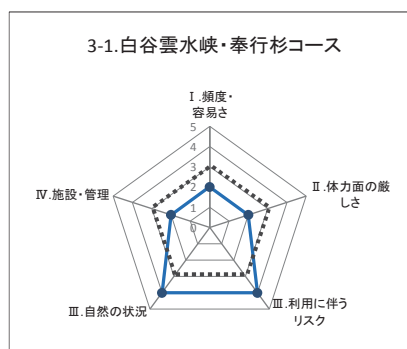 3-1.白谷雲水峡・奉行杉コース
Ⅰ.頻度・
容易さ
5
4
3
2
1
0
Ⅱ.体力面の厳
しさ
Ⅲ.利用に伴う
リスク
Ⅲ.自然の状況
Ⅳ.施設・管理